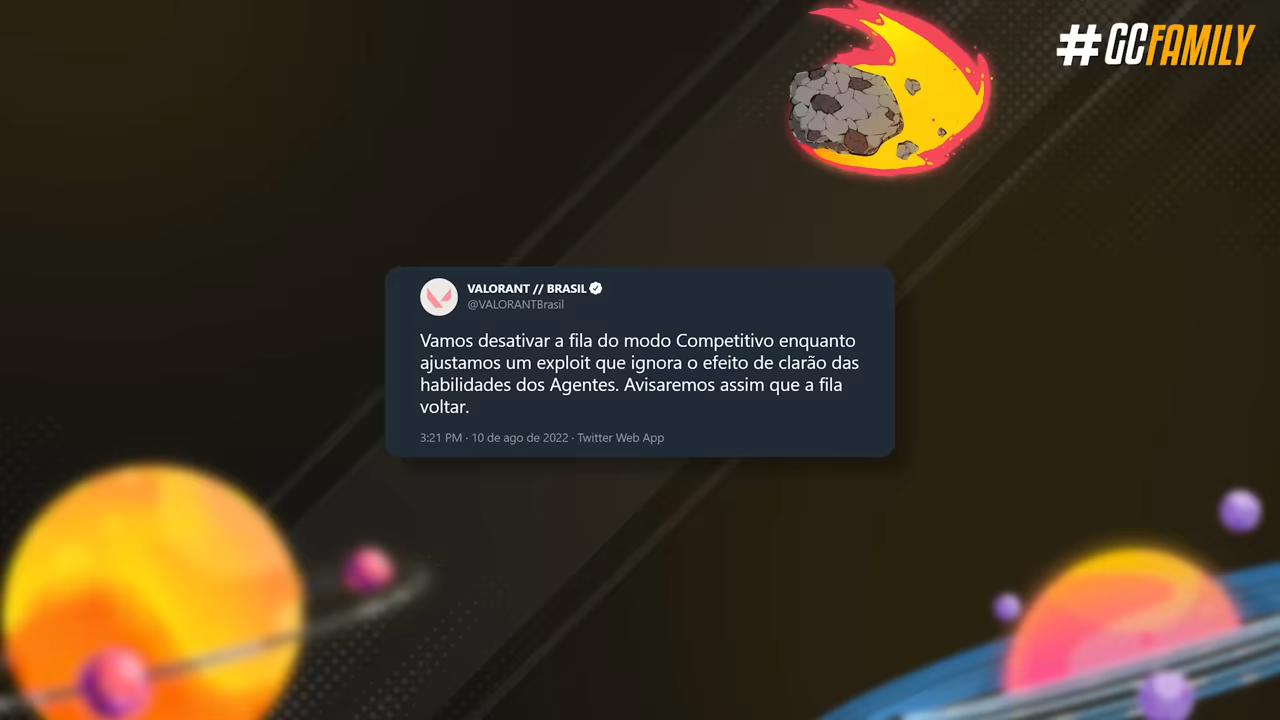 #GCFAMILY
VALORANT // BRASIL
@VALORANTBrasil
Vamos desativar a fila do modo Competitivo enquanto
ajustamos um exploit que ignora o efeito de clarão das
habilidades dos Agentes. Avisaremos assim que a fila
voltar.
3:21 PM · 10 de ago de 2022 · Twitter Web App